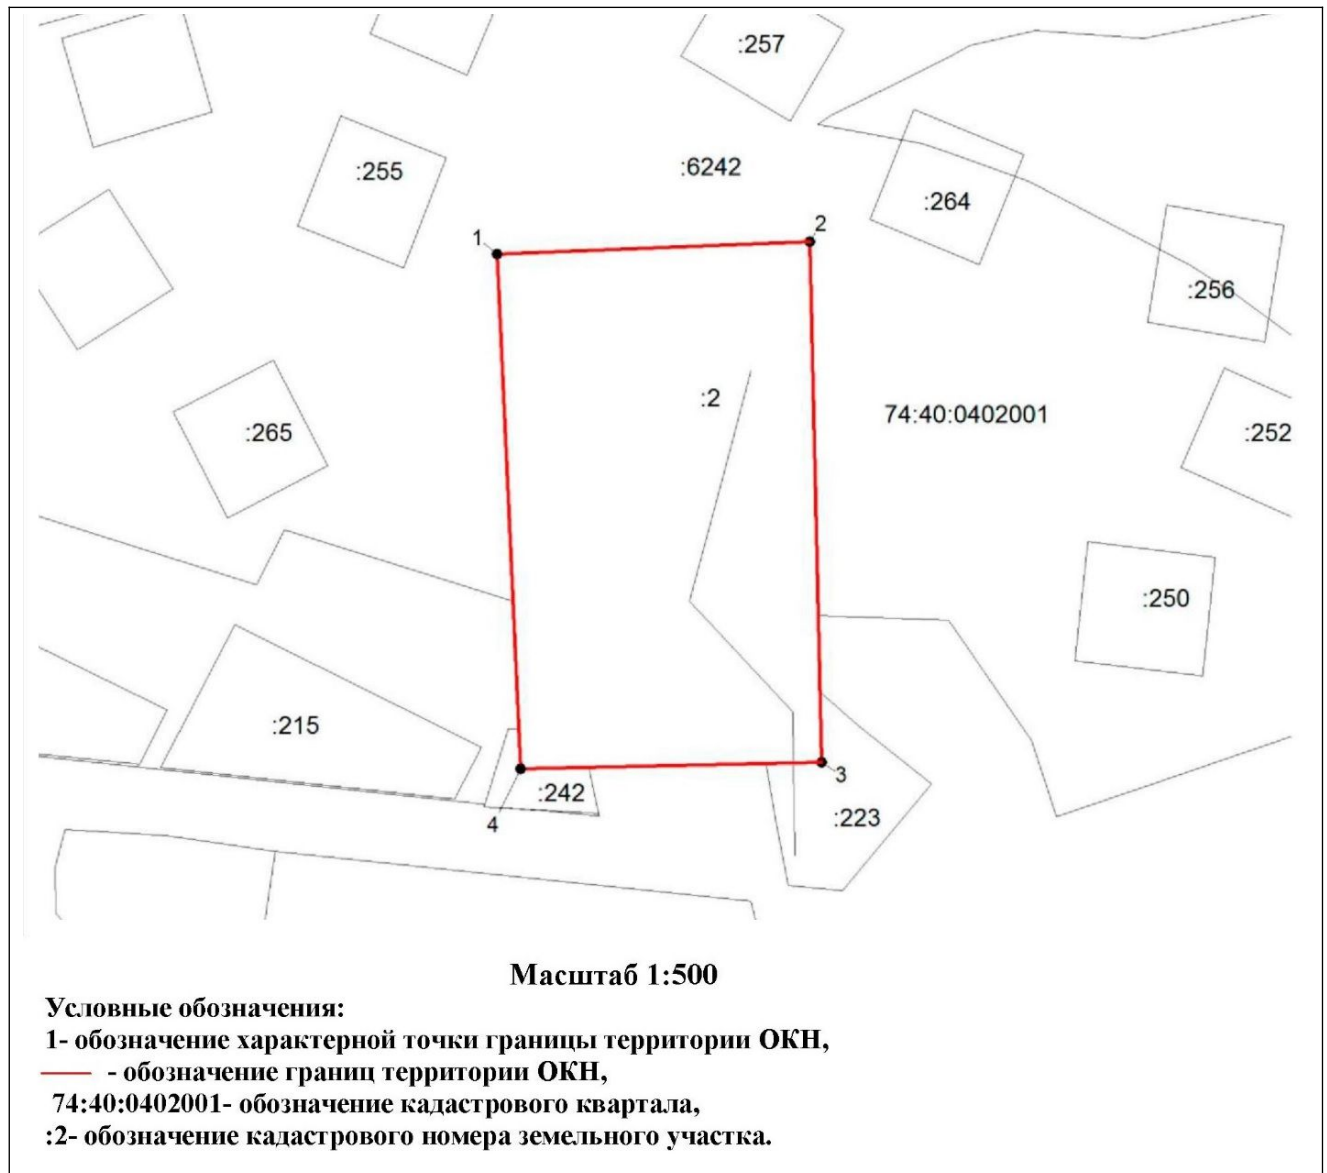 :257
:255
:6242
:264
1
2
:256
:2
74:40:0402001
:265
:252
:250
:215
:242
3
:223
4
Масштаб 1:500
Условные обозначения:
1- обозначение характерной точки границы территории ОКН,
- обозначение границ территории ОКН,
74:40:0402001- обозначение кадастрового квартала,
:2- обозначение кадастрового номера земельного участка.